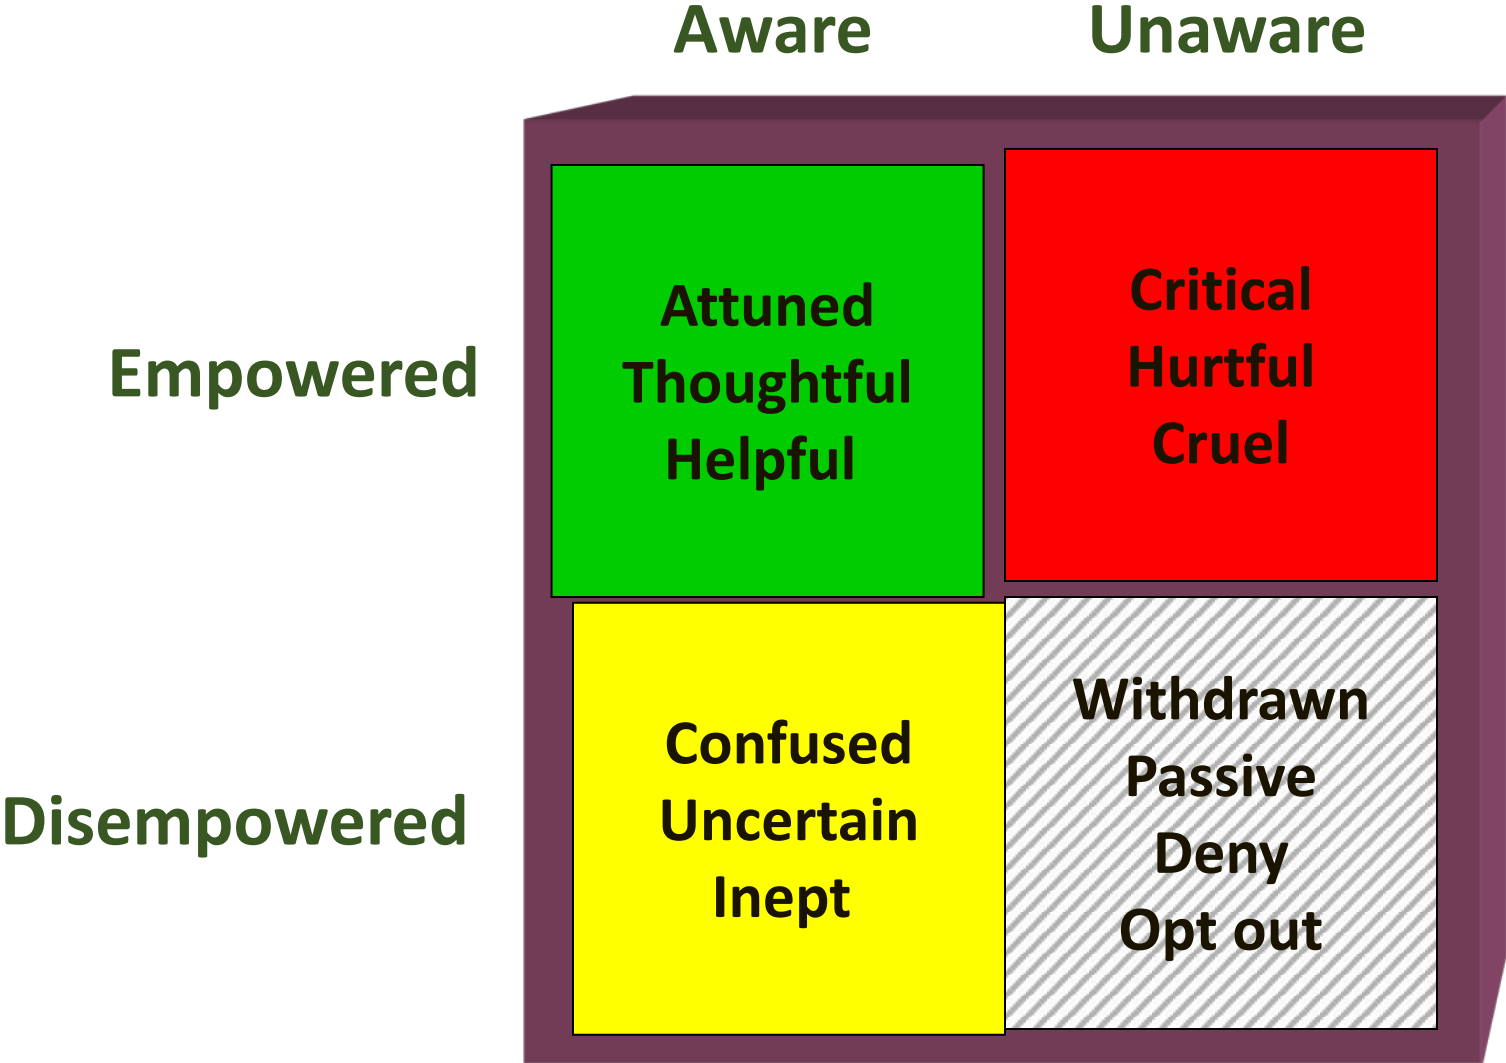 Aware
Unaware
Empowered
Attuned
Thoughtful
Helpful
Critical
Hurtful
Cruel
Disempowered
Confused
Uncertain
Inept
Withdrawn
Passive
Deny
Opt out